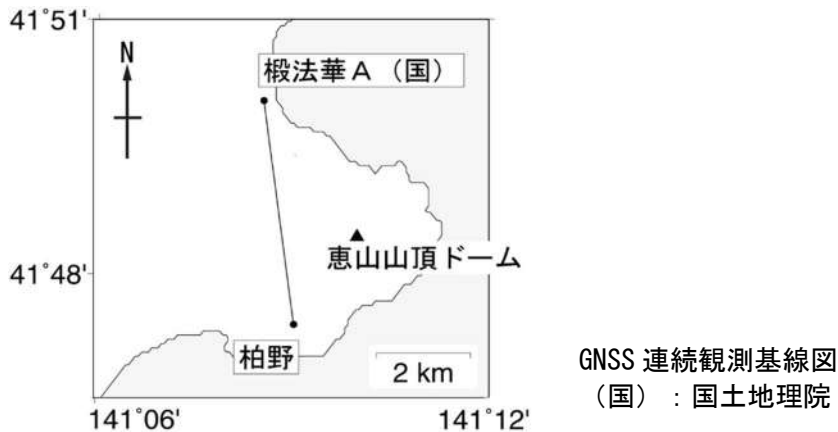 41°51'
N
椴法華A（国）
恵山山頂ドーム
41°48'
柏野
2 km
141°06'
141°12'
GNSS 連続観測基線図
（国）：国土地理院